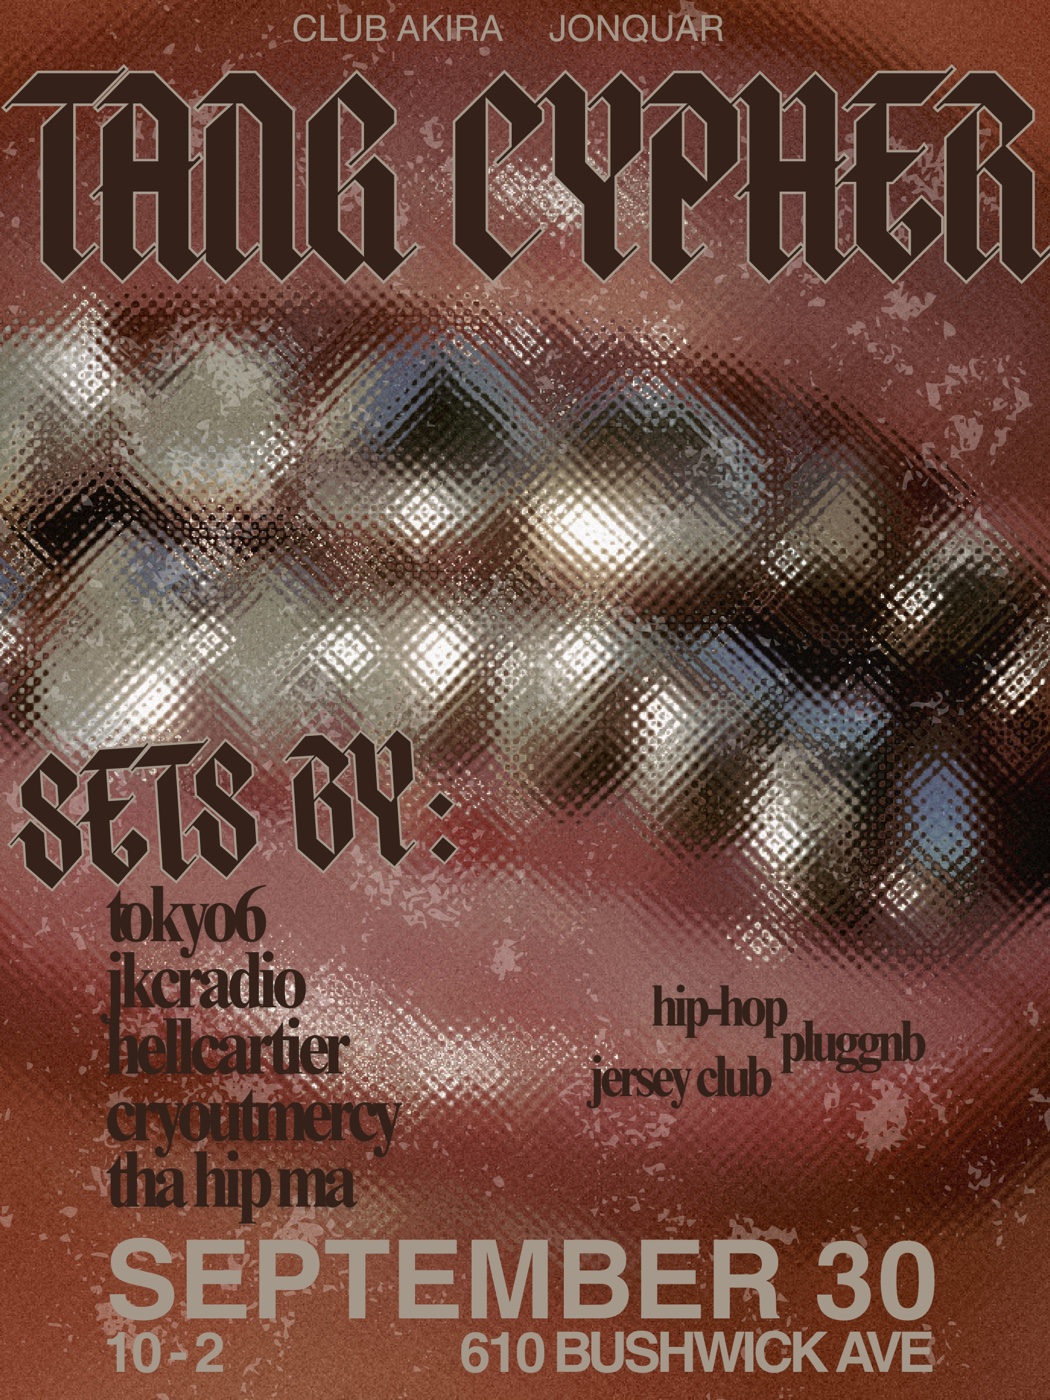 CLUB AKIRA JONQUAR
TANG CYPHER
SETS BY:
tokyo6
jkcradio
hellcartier
cryoutmercy
tha hip ma
hip-hop
pluggnb
jersey club
SEPTEMBER 30
10 - 2 610 BUSHWICK AVE